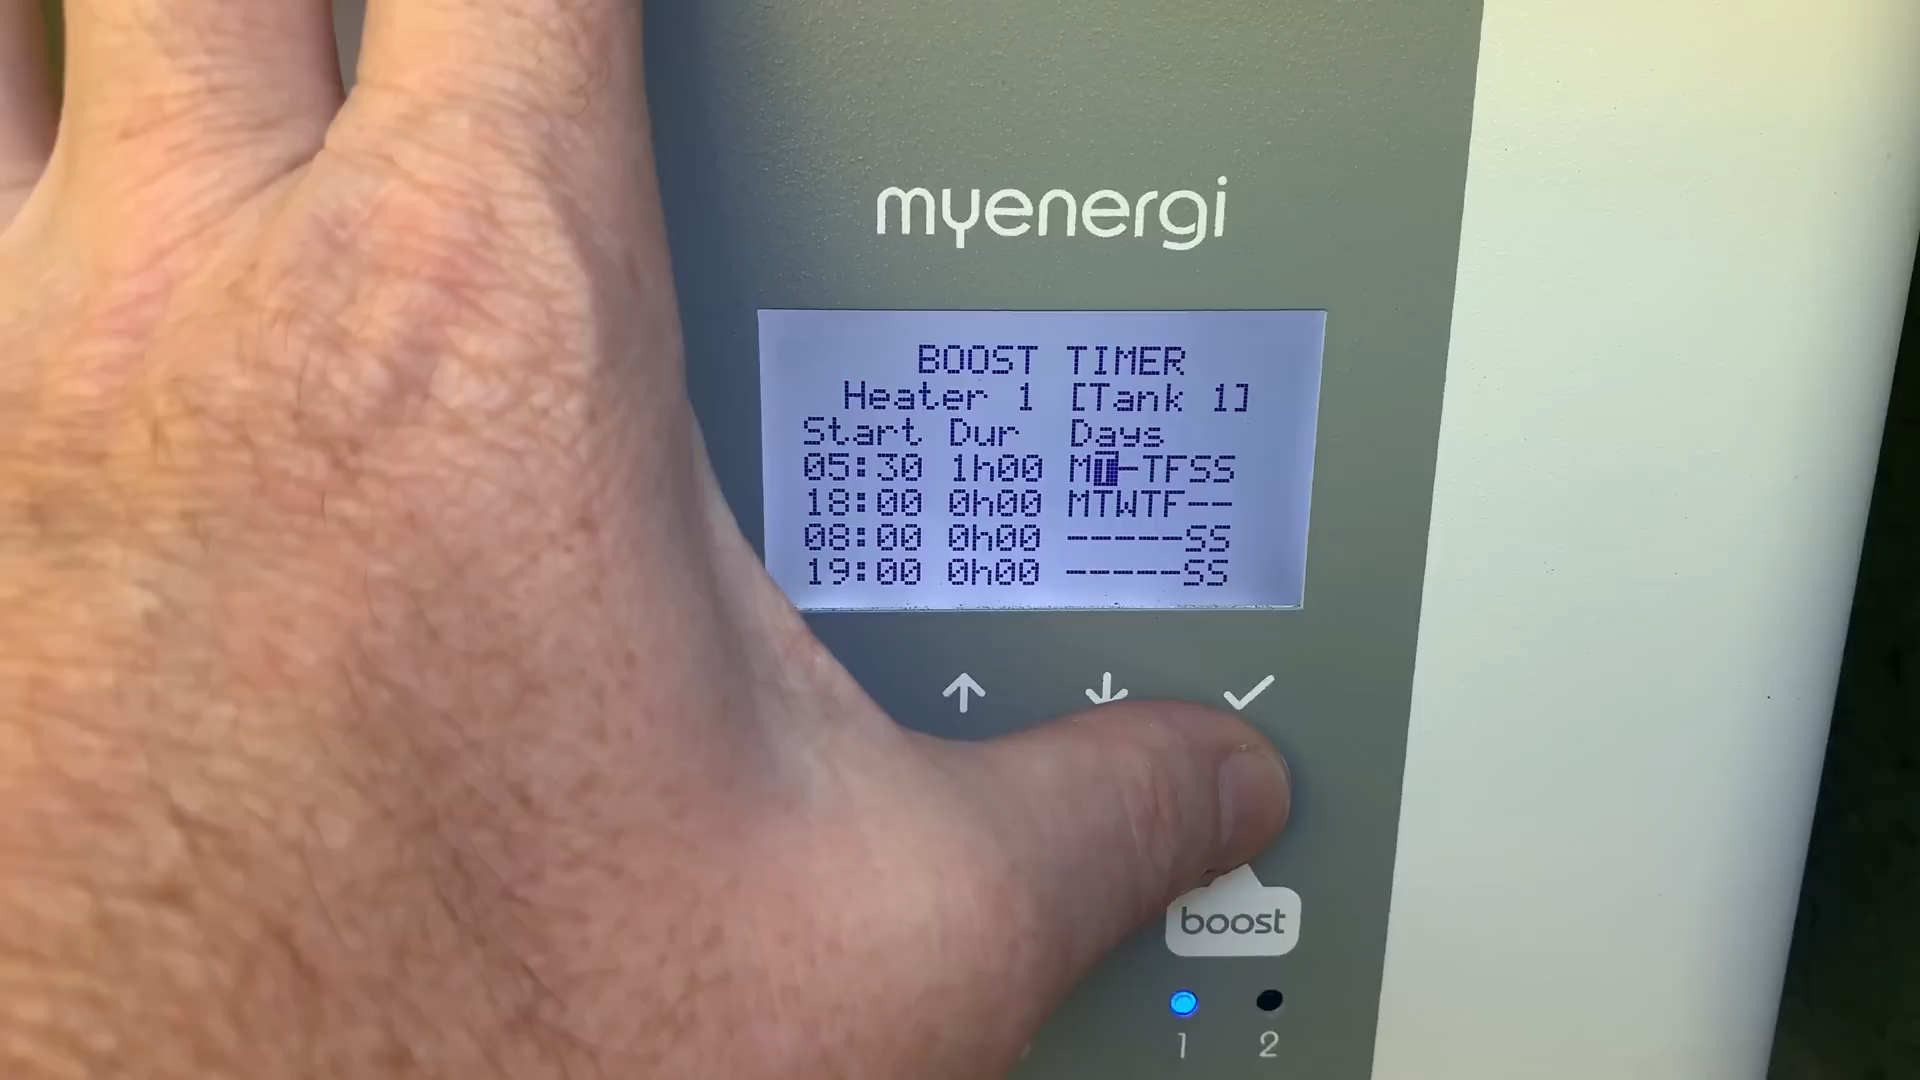 myenergi
BOOST TIMER
Heater 1 [Tank 1]
Start Dur Days
05:30 1h00 MT-TFSS
18:00 0h00 MTWTF--
08:00 0h00 -----SS
19:00 0h00 -----SS
boost
1 2